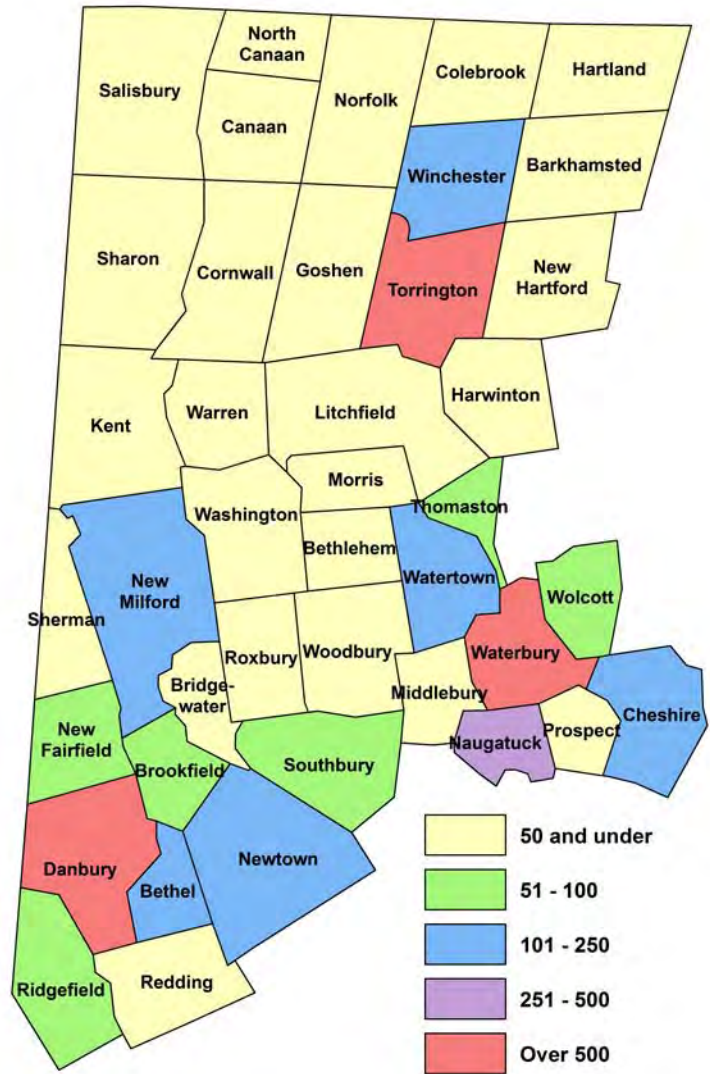 North
Canaan
Colebrook
Hartland
Salisbury
Norfolk
Canaan
Winchester
Barkhamsted
Sharon
Cornwall
Goshen
Torrington
New
Hartford
Kent
Warren
Litchfield
Harwinton
Morris
Thomaston
Washington
Bethlehem
Watertown
New
Milford
Wolcott
Sherman
Roxbury
Woodbury
Waterbury
Bridge-
water
Middlebury
Cheshire
New
Fairfield
Naugatuck
Prospect
Brookfield
Southbury
Newtown
Danbury
Bethel
Ridgefield
Redding
50 and under
51 - 100
101 - 250
251 - 500
Over 500